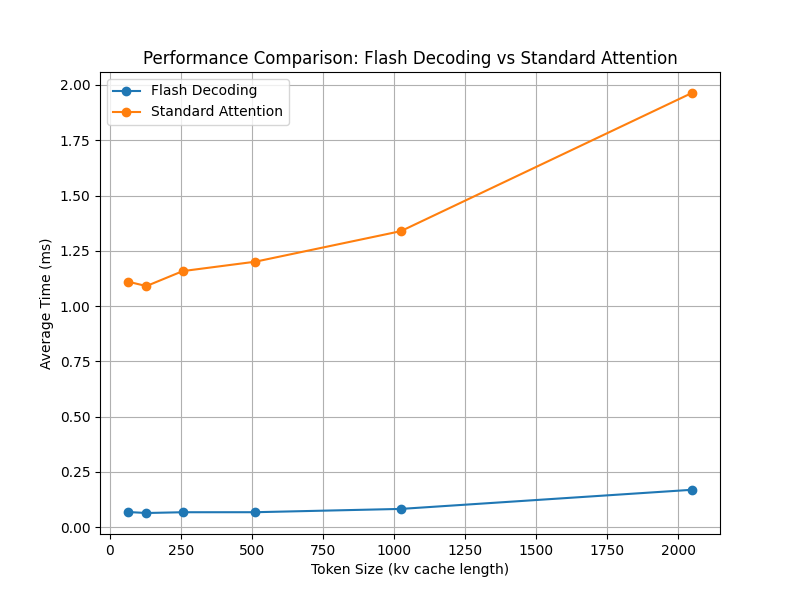 Performance Comparison: Flash Decoding vs Standard Attention
Flash Decoding
Standard Attention
2.00
1.75
1.50
1.25
1.00
0.75
0.50
0.25
0.00
Average Time (ms)
0 250 500 750 1000 1250 1500 1750 2000
Token Size (kv cache length)